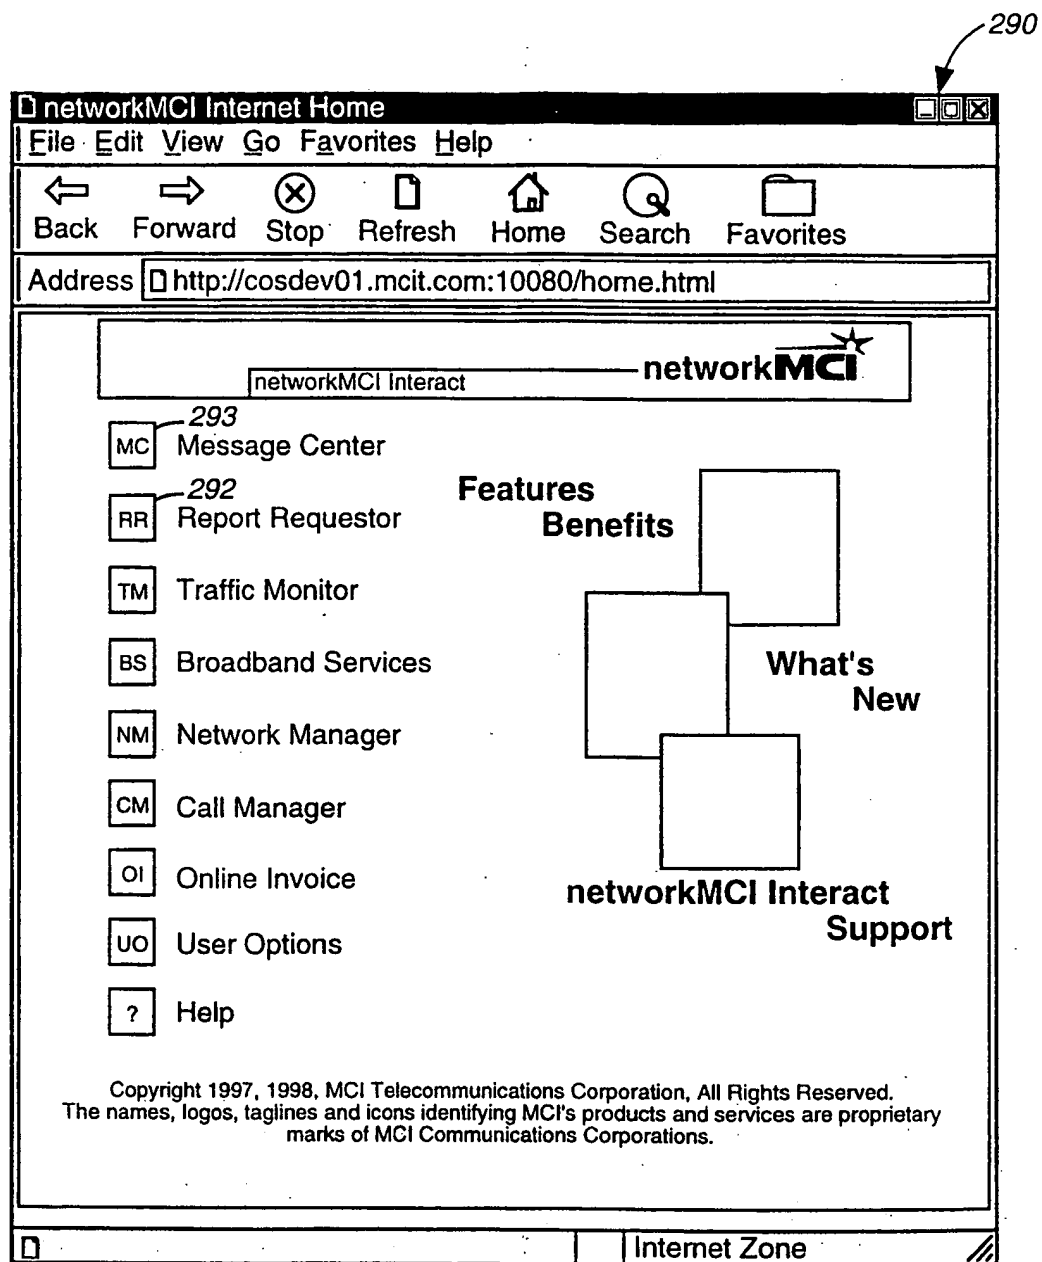 290
networkMCI Internet Home
File Edit View Go Favorites Help
Back Forward Stop Refresh Home Search Favorites
Address http://cosdev01.mcit.com:10080/home.html
networkMCI Interact
networkMCI
293
MC Message Center
292
RR Report Requestor
TM Traffic Monitor
BS Broadband Services
NM Network Manager
CM Call Manager
OI Online Invoice
UO User Options
? Help
Features
Benefits
What's
New
networkMCI Interact
Support
Copyright 1997, 1998, MCI Telecommunications Corporation, All Rights Reserved.
The names, logos, taglines and icons identifying MCI's products and services are proprietary
marks of MCI Communications Corporations.
Internet Zone